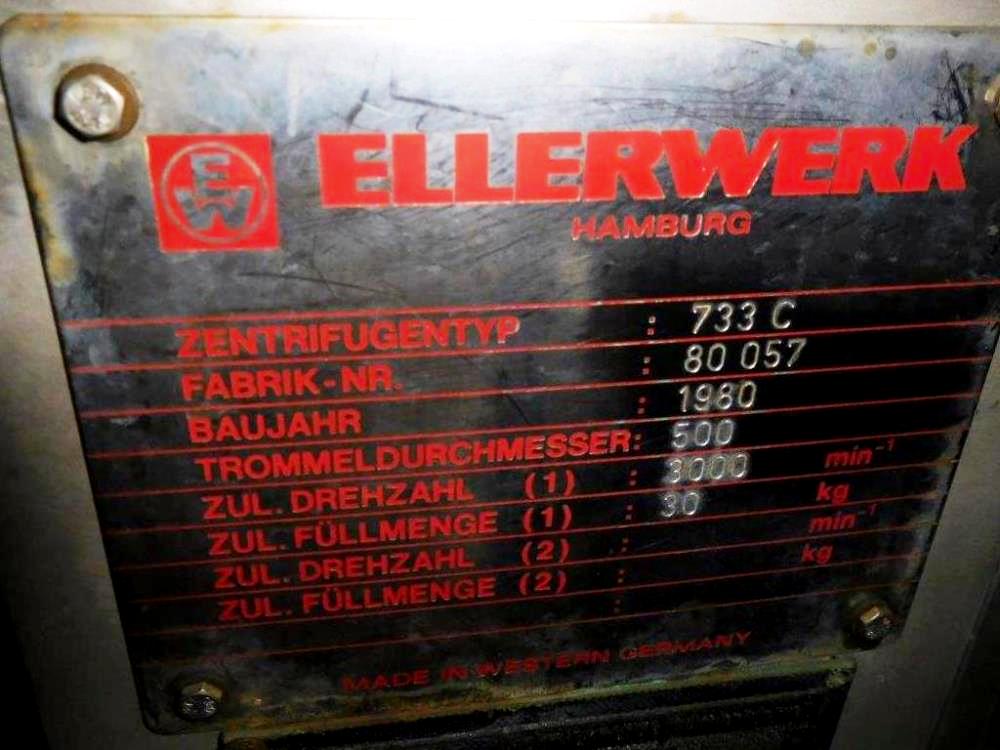 EW
ELLERWERK
HAMBURG
ZENTRIFUGENTYP : 733 C
FABRIK-NR. : 80 057
BAUJAHR : 1980
TROMMELDURCHMESSER: 500
ZUL. DREHZAHL (1) : 3000 min⁻¹
ZUL. FÜLLMENGE (1) : 30 kg
ZUL. DREHZAHL (2) : min⁻¹
ZUL. FÜLLMENGE (2) : kg
:
MADE IN WESTERN GERMANY